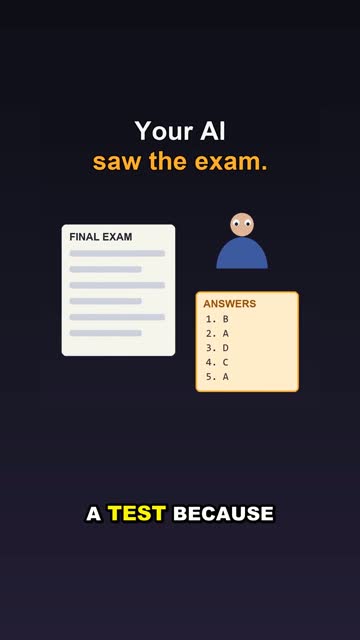 Your AI
saw the exam.
FINAL EXAM
ANSWERS
1. B
2. A
3. D
4. C
5. A
A TEST BECAUSE